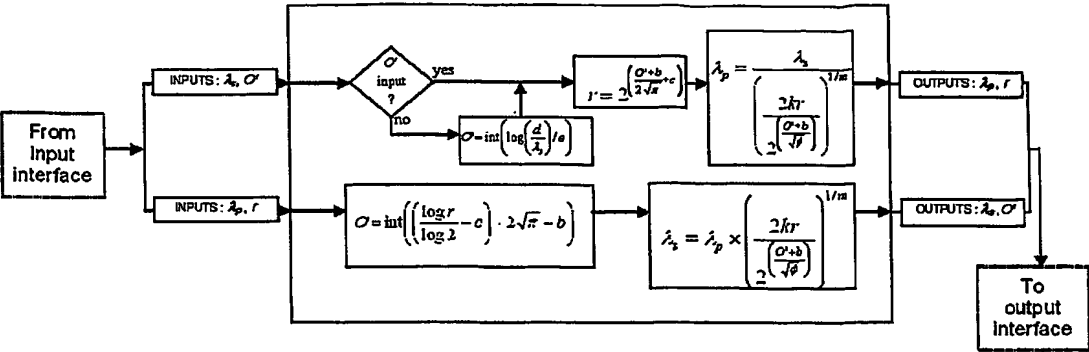 From
Input
interface
INPUTS: λs, O'
O'
input
?
yes
no
O'=int(log(d/λs)/a)
r=2^((O'+b)/(2√π)+c)
λp = λs/(2kr/2^((O'+b)/√ϕ))^(1/m)
OUTPUTS: λp, r
INPUTS: λp, r
O'=int((log r/log 2 - c)·2√π-b)
λs = λp × (2kr/2^((O'+b)/√ϕ))^(1/m)
OUTPUTS: λs, O'
To
output
interface